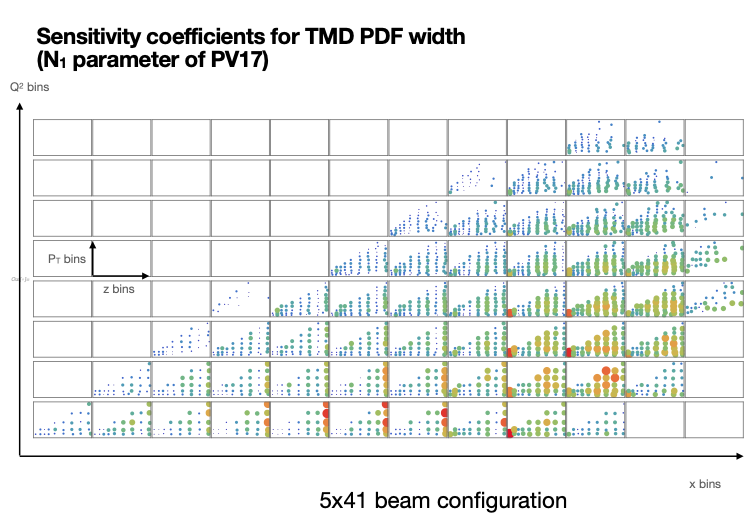 Sensitivity coefficients for TMD PDF width
(N₁ parameter of PV17)
Q² bins
P_T bins
z bins
x bins
5x41 beam configuration